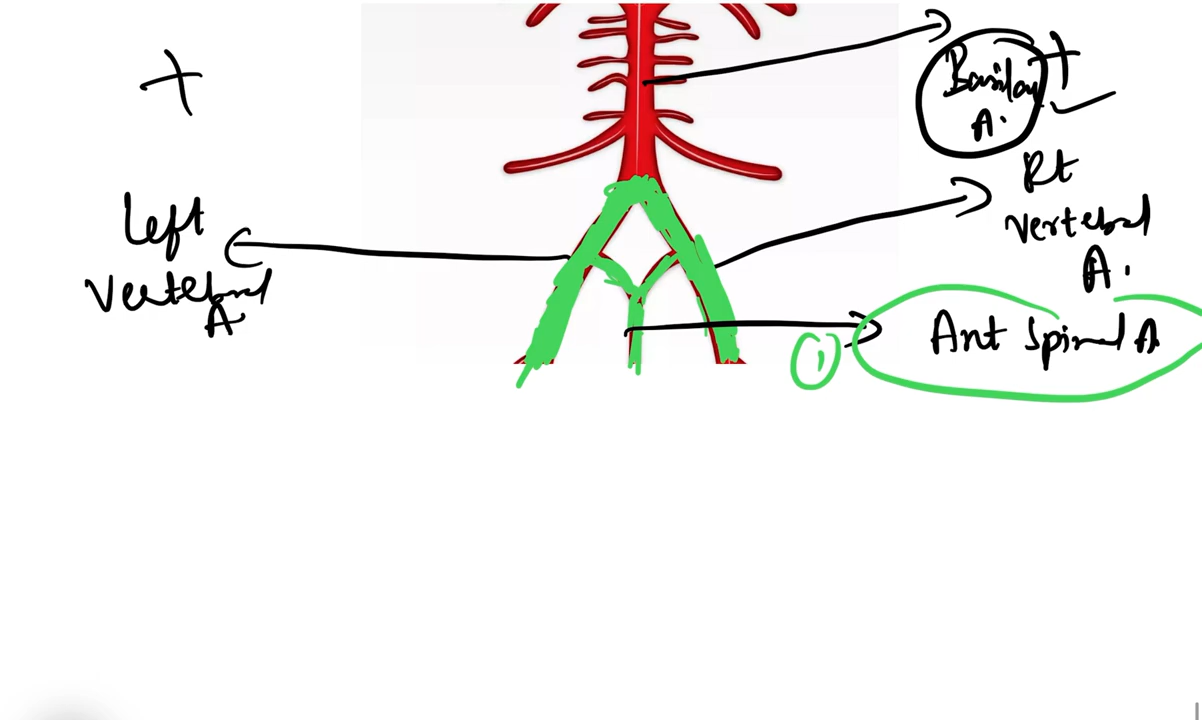 +
Basilar +
A.
Left
Vertebral
A
Rt
Vertebral
A.
① Ant Spinal A.